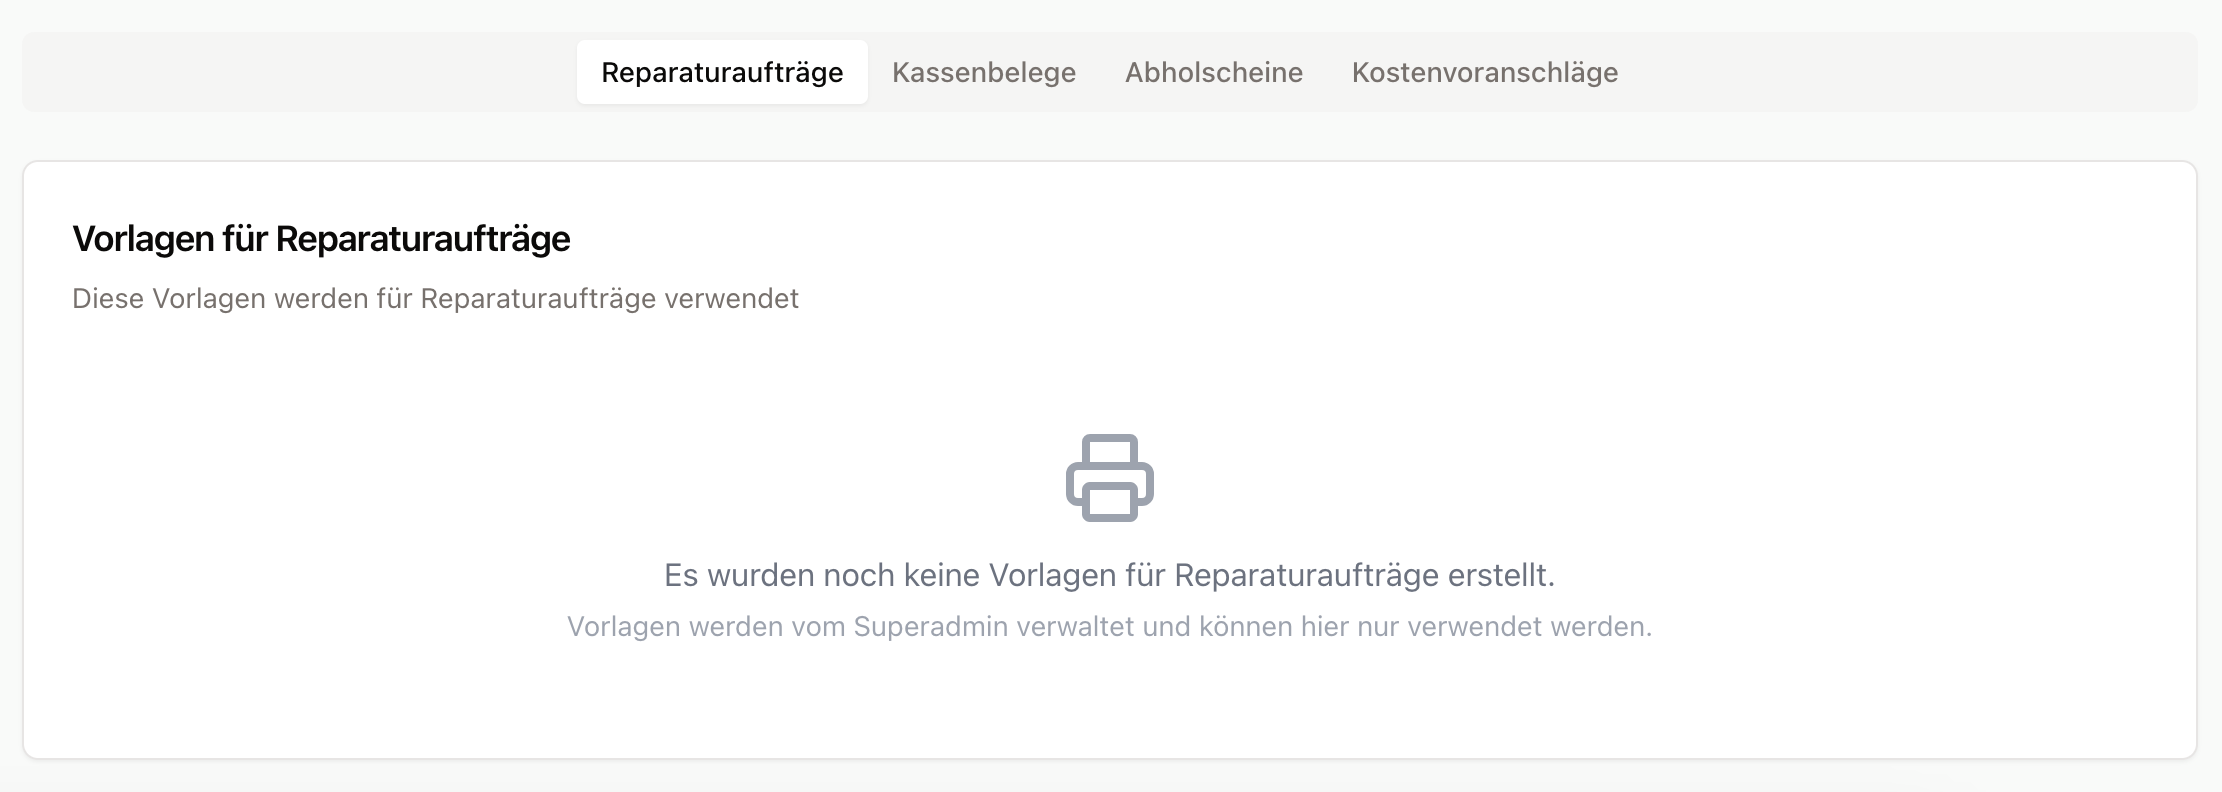 Reparaturaufträge Kassenbelege Abholscheine Kostenvoranschläge
Vorlagen für Reparaturaufträge
Diese Vorlagen werden für Reparaturaufträge verwendet
Es wurden noch keine Vorlagen für Reparaturaufträge erstellt.
Vorlagen werden vom Superadmin verwaltet und können hier nur verwendet werden.